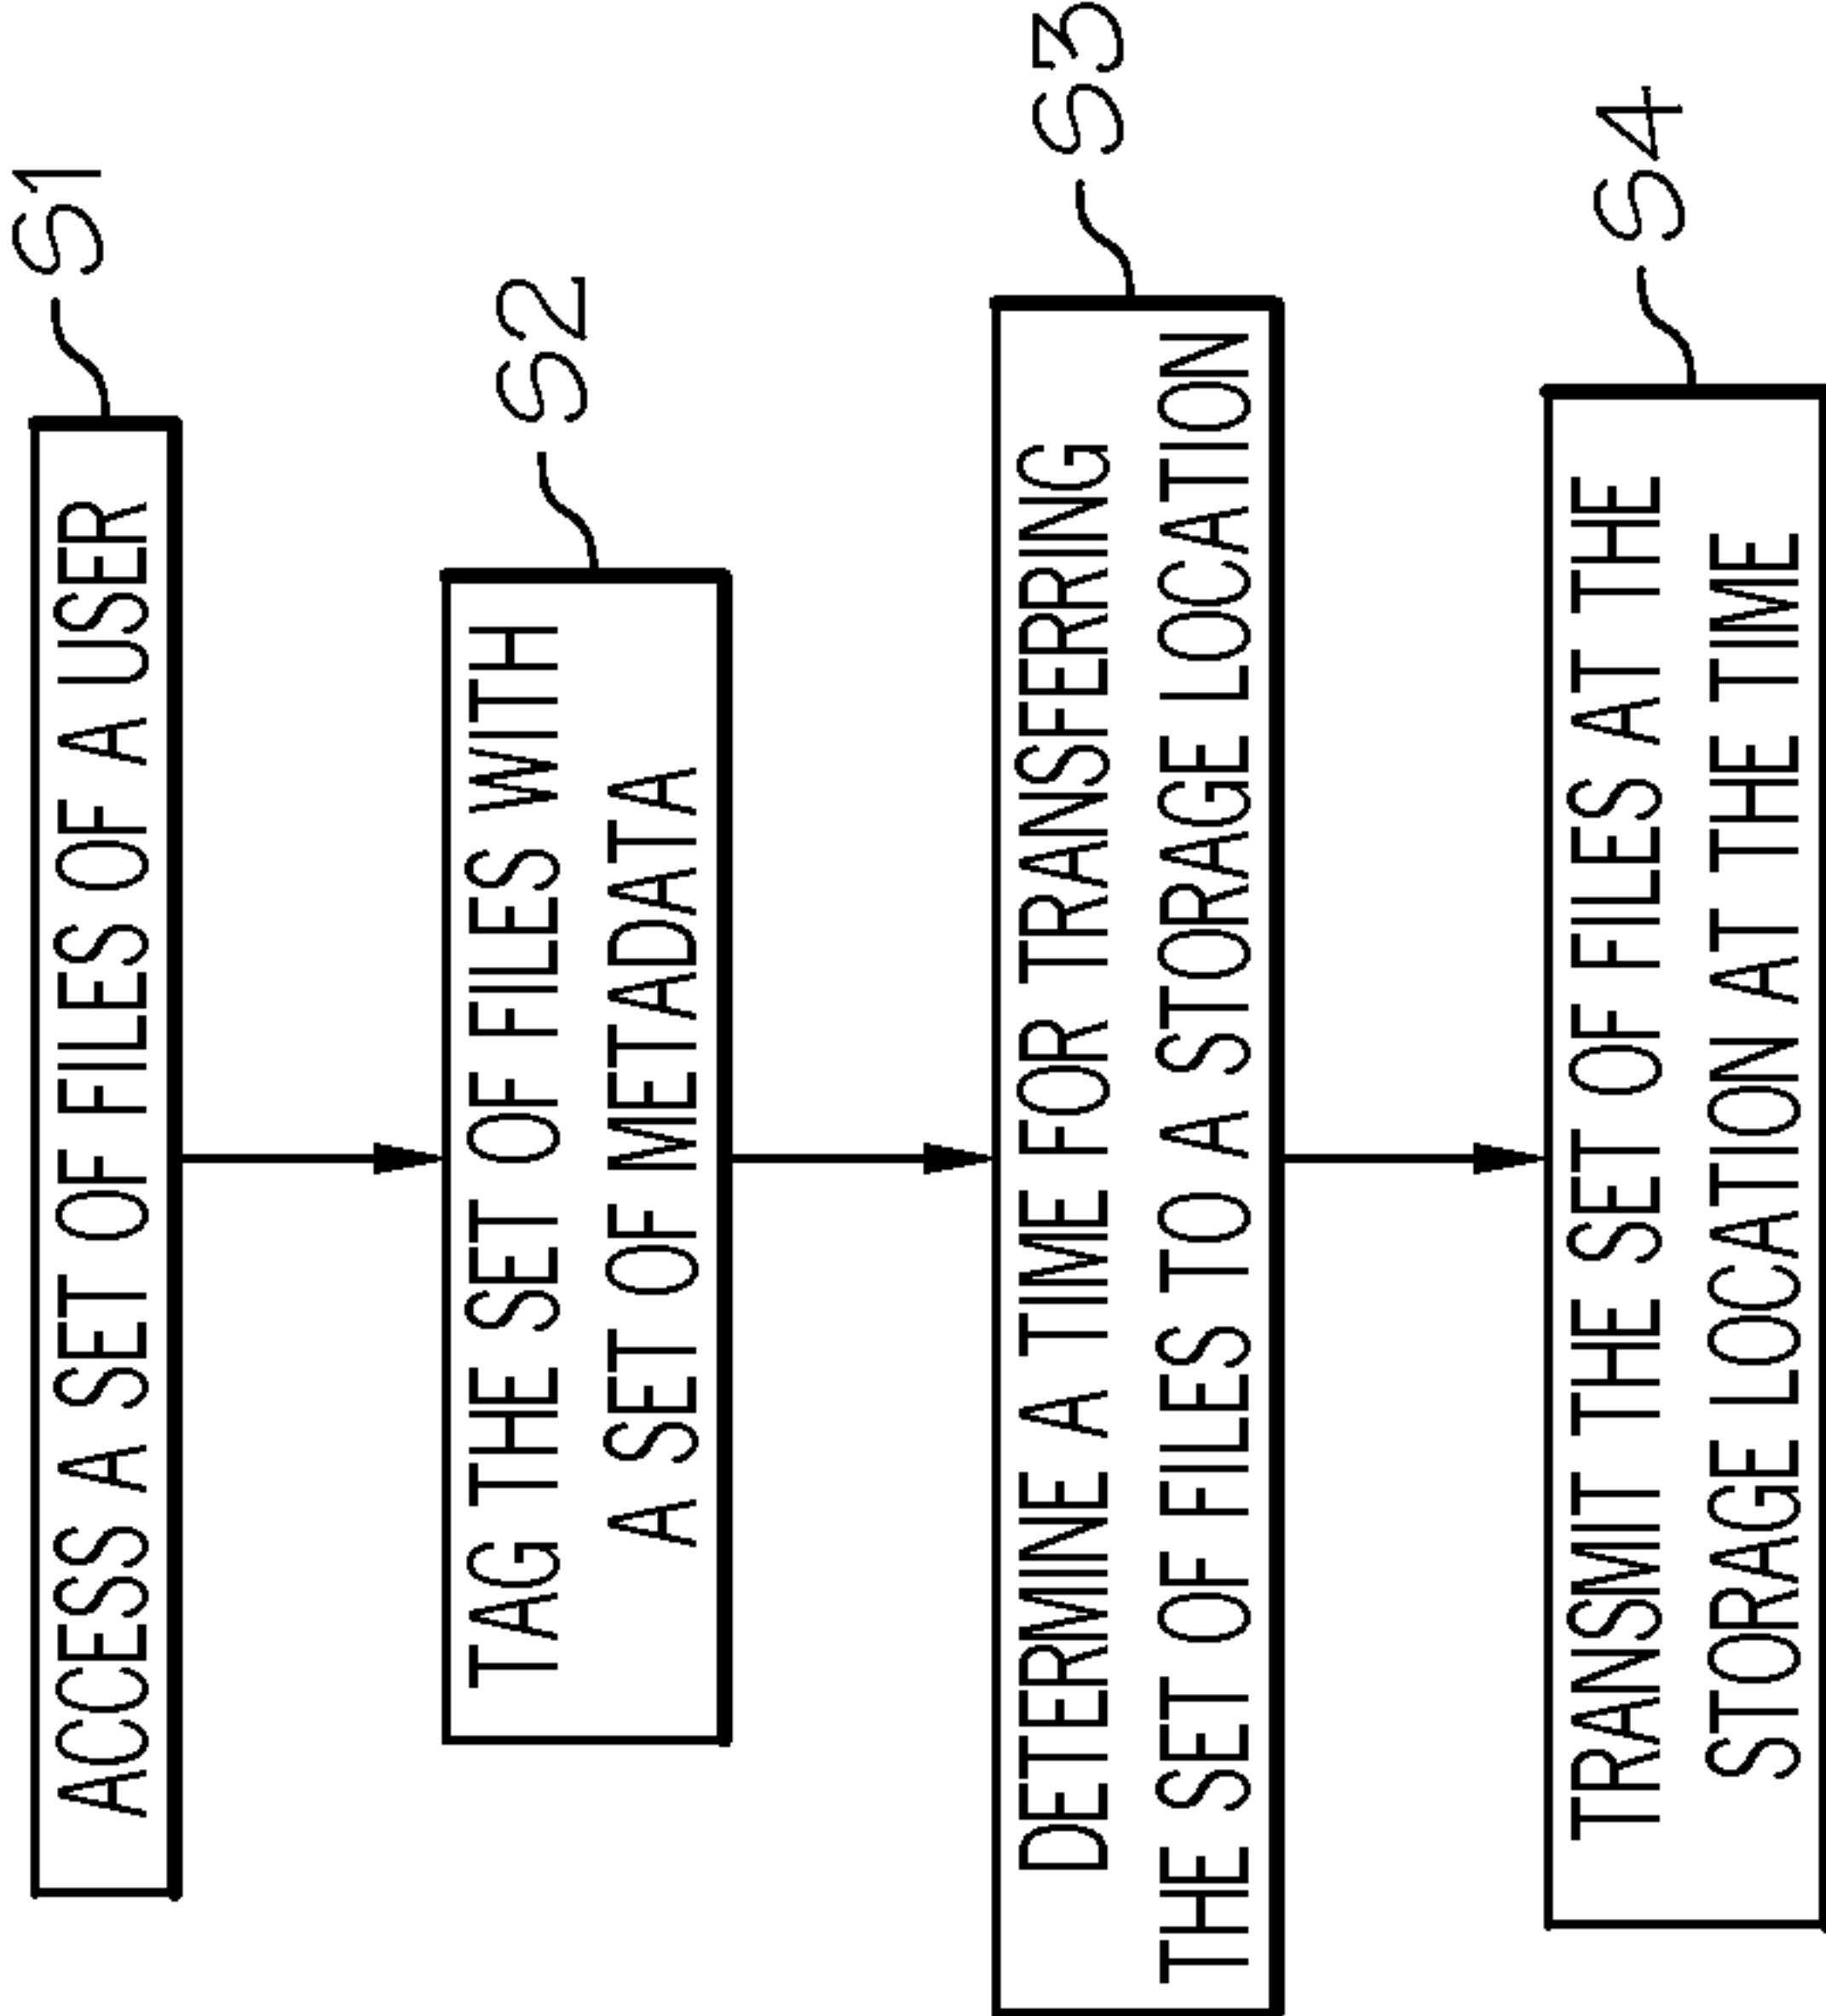 S1
ACCESS A SET OF FILES OF A USER
S2
TAG THE SET OF FILES WITH
A SET OF METADATA
S3
DETERMINE A TIME FOR TRANSFERRING
THE SET OF FILES TO A STORAGE LOCATION
S4
TRANSMIT THE SET OF FILES AT THE
STORAGE LOCATION AT THE TIME